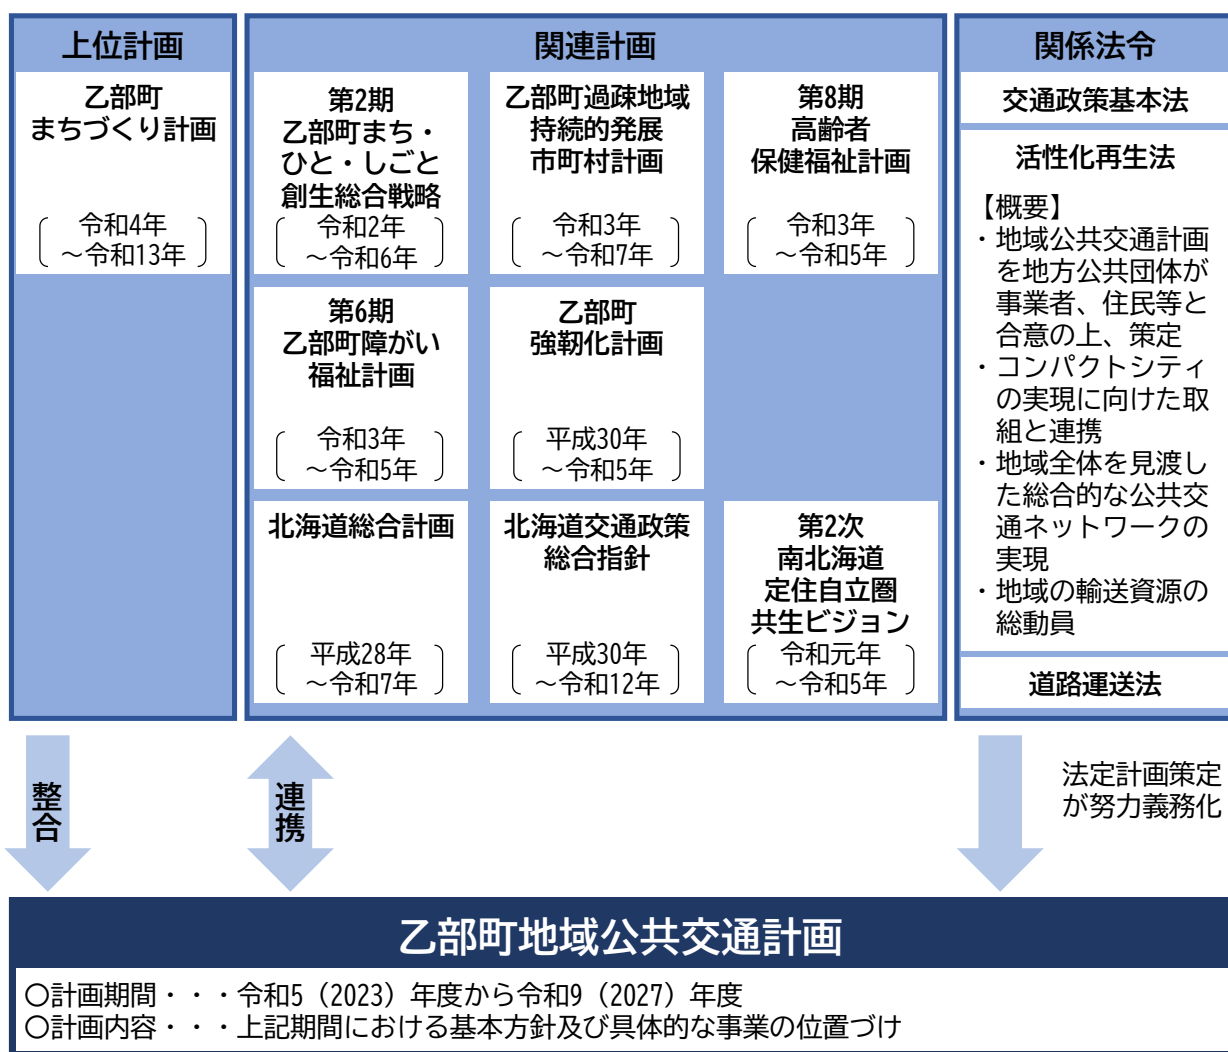 上位計画
乙部町
まちづくり計画
令和4年
～令和13年
関連計画
第2期
乙部町まち・
ひと・しごと
創生総合戦略
令和2年
～令和6年
乙部町過疎地域
持続的発展
市町村計画
令和3年
～令和7年
第8期
高齢者
保健福祉計画
令和3年
～令和5年
第6期
乙部町障がい
福祉計画
令和3年
～令和5年
乙部町
強靭化計画
平成30年
～令和5年
北海道総合計画
平成28年
～令和7年
北海道交通政策
総合指針
平成30年
～令和12年
第2次
南北海道
定住自立圏
共生ビジョン
令和元年
～令和5年
関係法令
交通政策基本法
活性化再生法
【概要】
・地域公共交通計画
を地方公共団体が
事業者、住民等と
合意の上、策定
・コンパクトシティ
の実現に向けた取
組と連携
・地域全体を見渡し
た総合的な公共交
通ネットワークの
実現
・地域の輸送資源の
総動員
道路運送法
整合
連携
法定計画策定
が努力義務化
乙部町地域公共交通計画
○計画期間・・・令和5（2023）年度から令和9（2027）年度
○計画内容・・・上記期間における基本方針及び具体的な事業の位置づけ